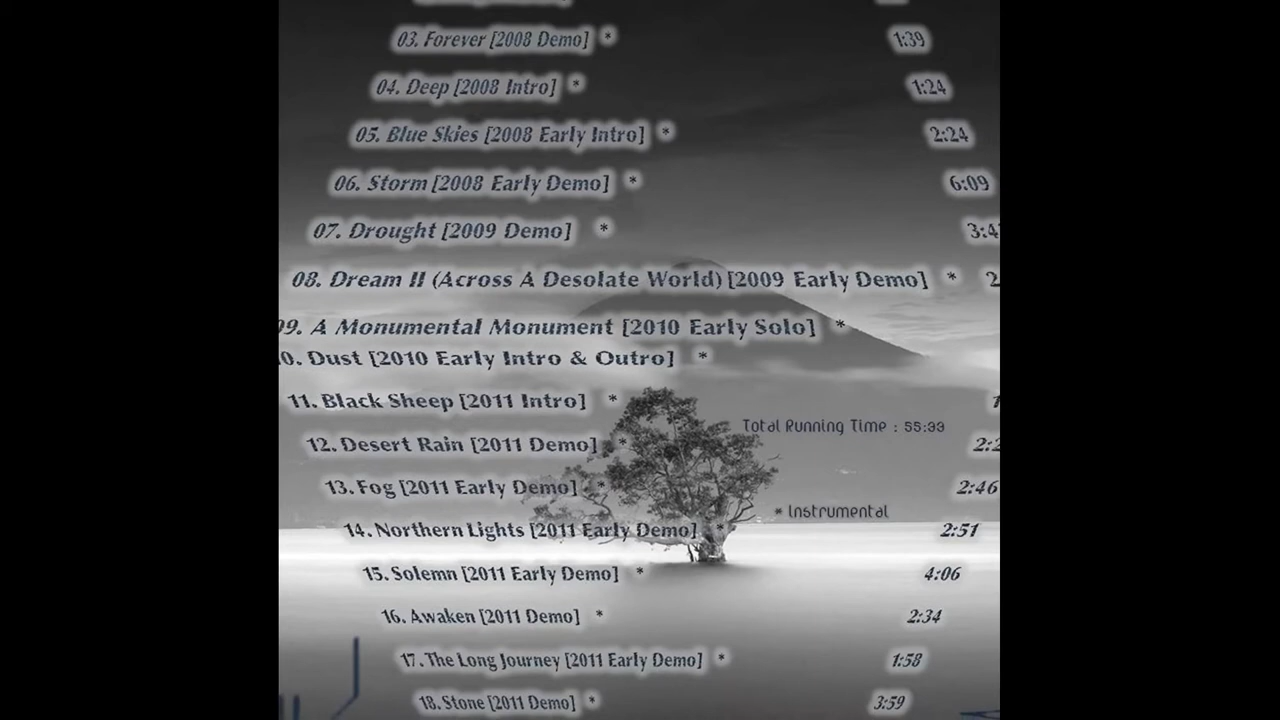 03. Forever [2008 Demo] * 1:39
04. Deep [2008 Intro] * 1:24
05. Blue Skies [2008 Early Intro] * 2:24
06. Storm [2008 Early Demo] * 6:09
07. Drought [2009 Demo] *
08. Dream II (Across A Desolate World) [2009 Early Demo] *
09. A Monumental Monument [2010 Early Solo] *
0. Dust [2010 Early Intro & Outro] *
11. Black Sheep [2011 Intro] *
Total Running Time : 55:33
12. Desert Rain [2011 Demo] *
13. Fog [2011 Early Demo] * 2:46
* Instrumental
14. Northern Lights [2011 Early Demo] * 2:51
15. Solemn [2011 Early Demo] * 4:06
16. Awaken [2011 Demo] * 2:34
17. The Long Journey [2011 Early Demo] * 1:58
18. Stone [2011 Demo] * 3:59